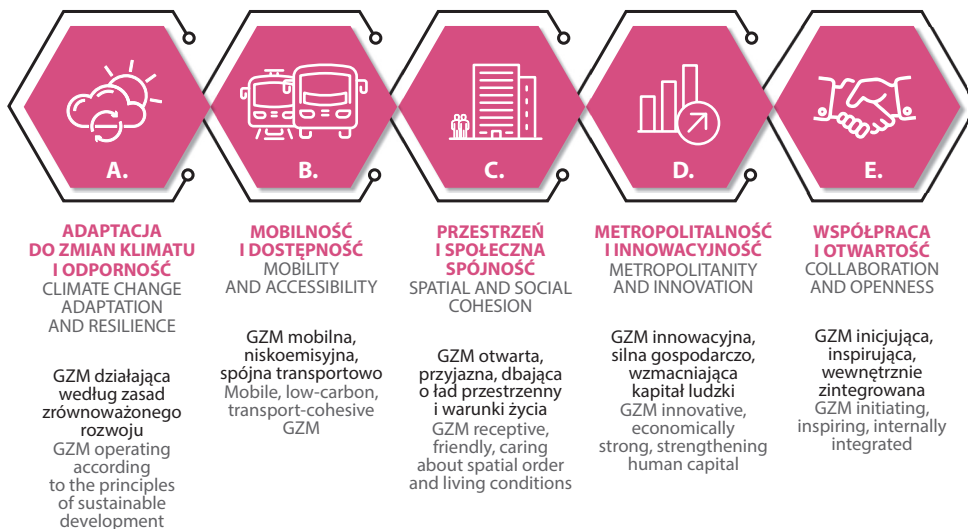 A.
ADAPTACJA
DO ZMIAN KLIMATU
I ODPORNOŚĆ
CLIMATE CHANGE
ADAPTATION
AND RESILIENCE
GZM działająca
według zasad
zrównoważonego
rozwoju
GZM operating
according
to the principles
of sustainable
development
B.
MOBILNOŚĆ
I DOSTĘPNOŚĆ
MOBILITY
AND ACCESSIBILITY
GZM mobilna,
niskoemisyjna,
spójna transportowo
Mobile, low-carbon,
transport-cohesive
GZM
C.
PRZESTRZEŃ
I SPOŁECZNA
SPÓJNOŚĆ
SPATIAL AND SOCIAL
COHESION
GZM otwarta,
przyjazna, dbająca
o ład przestrzenny
i warunki życia
GZM receptive,
friendly, caring
about spatial order
and living conditions
D.
METROPOLITALNOŚĆ
I INNOWACYJNOŚĆ
METROPOLITANITY
AND INNOVATION
GZM innowacyjna,
silna gospodarczo,
wzmacniająca
kapitał ludzki
GZM innovative,
economically
strong, strengthening
human capital
E.
WSPÓŁPRACA
I OTWARTOŚĆ
COLLABORATION
AND OPENNESS
GZM inicjująca,
inspirująca,
wewnętrznie
zintegrowana
GZM initiating,
inspiring, internally
integrated